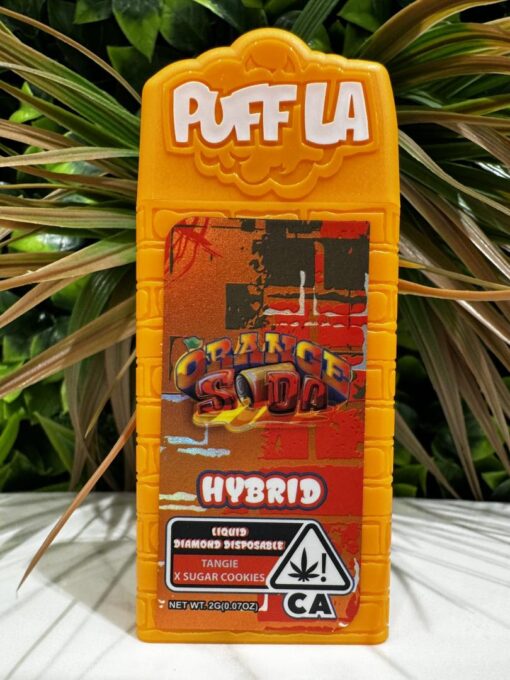 PUFF LA
ORANGE
SODA
HYBRID
LIQUID
DIAMOND DISPOSABLE
TANGIE
X SUGAR COOKIES
!
CA
NET WT. 2G(0.07OZ)